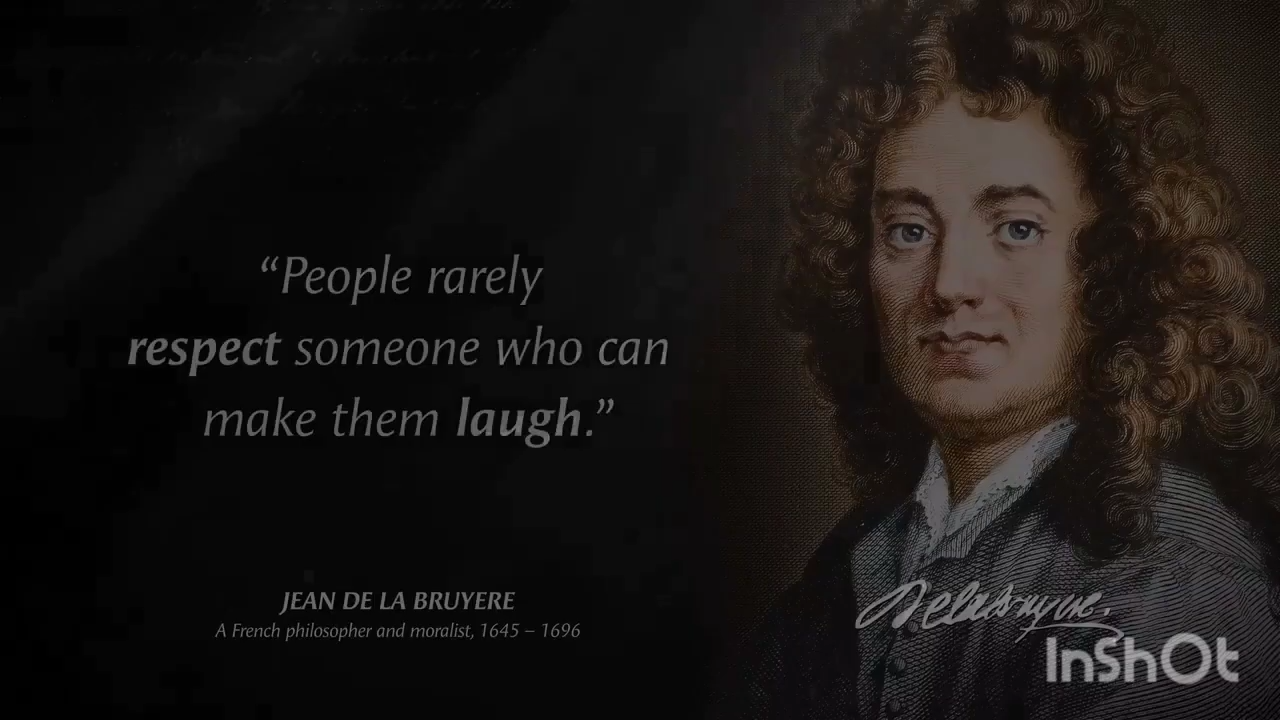 “People rarely
respect someone who can
make them laugh.”
JEAN DE LA BRUYERE
A French philosopher and moralist, 1645 – 1696
InShOt